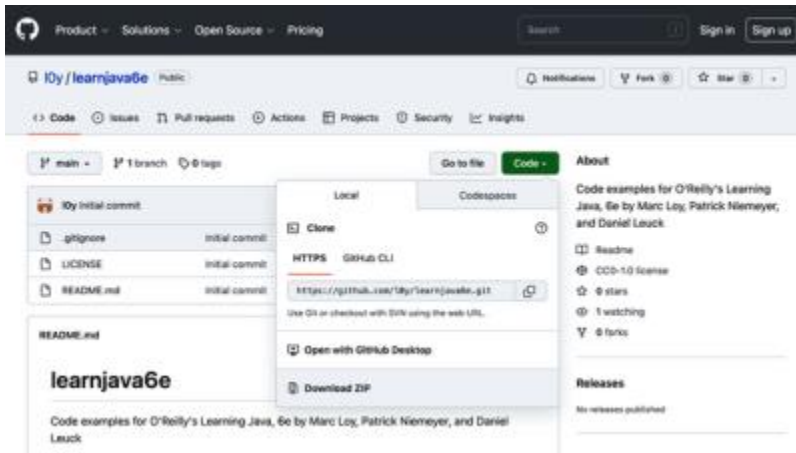 Product Solutions Open Source Pricing Search Sign in Sign up
l0y / learnjava6e Public Notifications Fork 0 Star 0
<> Code Issues Pull requests Actions Projects Security Insights
main 1 branch 0 tags Go to file Code
l0y Initial commit
.gitignore Initial commit
LICENSE Initial commit
README.md Initial commit
Local Codespaces
Clone
HTTPS GitHub CLI
https://github.com/l0y/learnjava6e.git
Use Git or checkout with SVN using the web URL.
Open with GitHub Desktop
Download ZIP
README.md
learnjava6e
Code examples for O'Reilly's Learning Java, 6e by Marc Loy, Patrick Niemeyer, and Daniel
Leuck
About
Code examples for O'Reilly's Learning
Java, 6e by Marc Loy, Patrick Niemeyer,
and Daniel Leuck
Readme
CC0-1.0 license
0 stars
1 watching
0 forks
Releases
No releases published